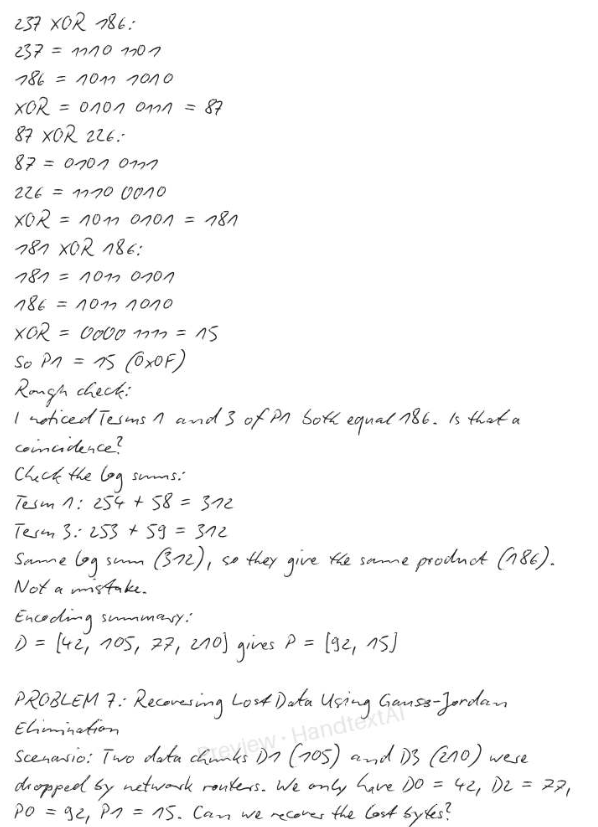 237 XOR 186:
237 = 1110 1101
186 = 1011 1010
XOR = 0101 0111 = 87
87 XOR 226:
87 = 0101 0111
226 = 1110 0010
XOR = 1011 0101 = 181
181 XOR 186:
181 = 1011 0101
186 = 1011 1010
XOR = 0000 1111 = 15
So P1 = 15 (0x0F)
Rough check:
I noticed Terms 1 and 3 of P1 both equal 186. Is that a
coincidence?
Check the log sums:
Term 1: 254 + 58 = 312
Term 3: 253 + 59 = 312
Same log sum (312), so they give the same product (186).
Not a mistake.
Encoding summary:
D = [42, 105, 77, 210] gives P = [92, 15]
PROBLEM 7: Recovering Lost Data Using Gauss-Jordan
Elimination
Scenario: Two data chunks D1 (105) and D3 (210) were
dropped by network routers. We only have D0 = 42, D2 = 77,
P0 = 92, P1 = 15. Can we recover the lost bytes?
Preview · HandtextAI